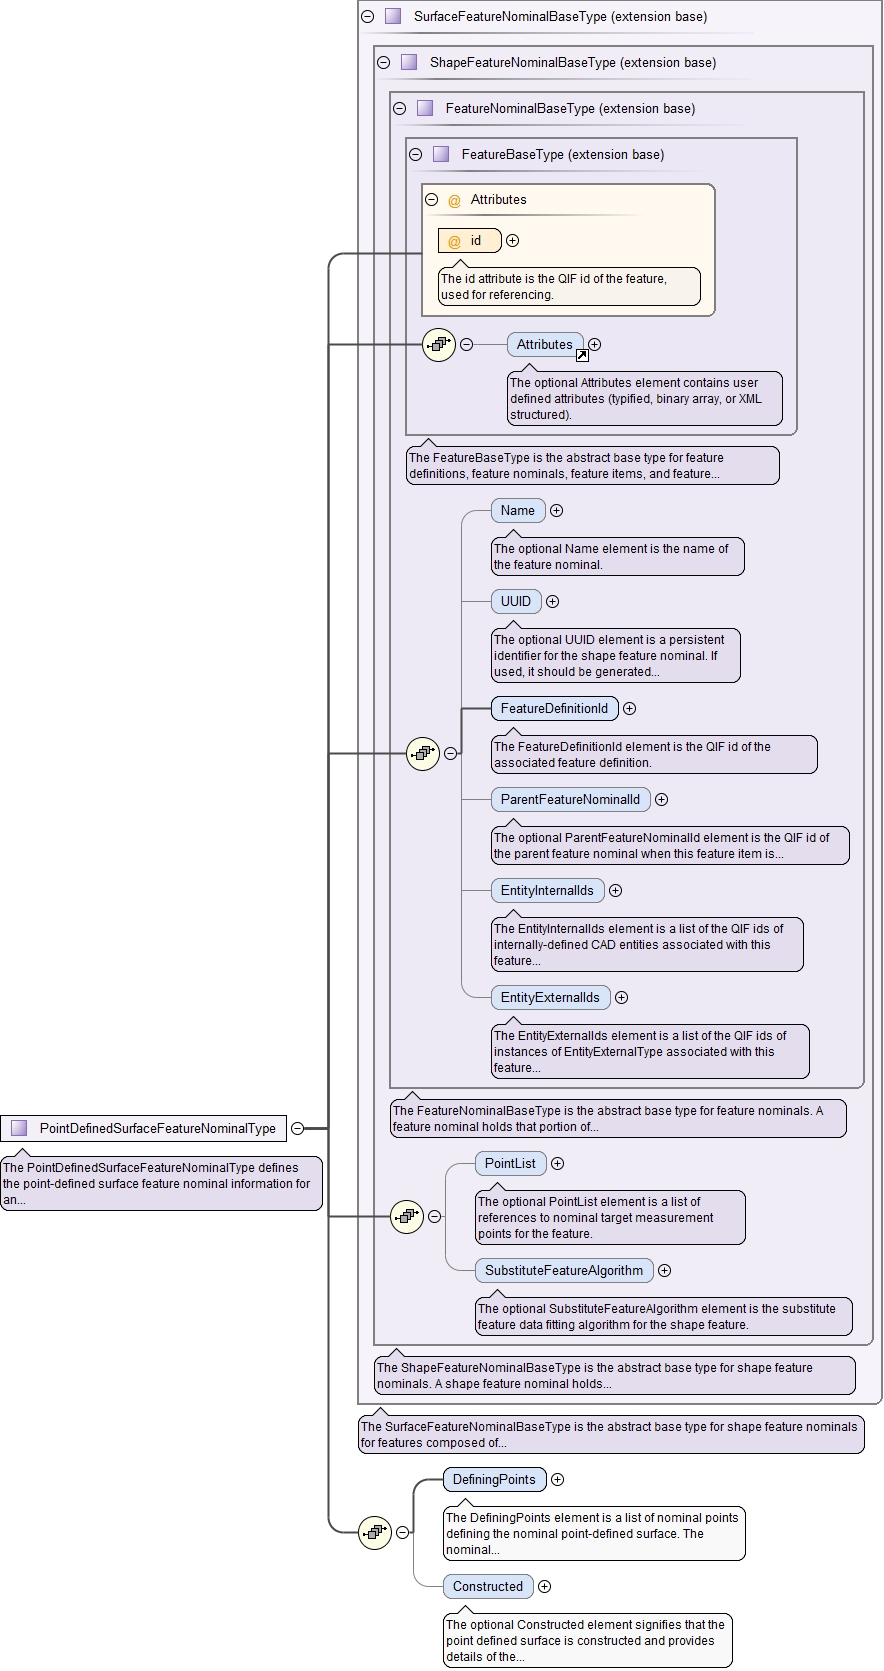 SurfaceFeatureNominalBaseType (extension base)
ShapeFeatureNominalBaseType (extension base)
FeatureNominalBaseType (extension base)
FeatureBaseType (extension base)
@ Attributes
@ id
The id attribute is the QIF id of the feature,
used for referencing.
Attributes
The optional Attributes element contains user
defined attributes (typified, binary array, or XML
structured).
The FeatureBaseType is the abstract base type for feature
definitions, feature nominals, feature items, and feature...
Name
The optional Name element is the name of
the feature nominal.
UUID
The optional UUID element is a persistent
identifier for the shape feature nominal. If
used, it should be generated...
FeatureDefinitionId
The FeatureDefinitionId element is the QIF id of the
associated feature definition.
ParentFeatureNominalId
The optional ParentFeatureNominalId element is the QIF id of
the parent feature nominal when this feature item is...
EntityInternalIds
The EntityInternalIds element is a list of the QIF ids of
internally-defined CAD entities associated with this
feature...
EntityExternalIds
The EntityExternalIds element is a list of the QIF ids of
instances of EntityExternalType associated with this
feature...
The FeatureNominalBaseType is the abstract base type for feature nominals. A
feature nominal holds that portion of...
PointDefinedSurfaceFeatureNominalType
The PointDefinedSurfaceFeatureNominalType defines
the point-defined surface feature nominal information for
an...
PointList
The optional PointList element is a list of
references to nominal target measurement
points for the feature.
SubstituteFeatureAlgorithm
The optional SubstituteFeatureAlgorithm element is the substitute
feature data fitting algorithm for the shape feature.
The ShapeFeatureNominalBaseType is the abstract base type for shape feature
nominals. A shape feature nominal holds...
The SurfaceFeatureNominalBaseType is the abstract base type for shape feature nominals
for features composed of...
DefiningPoints
The DefiningPoints element is a list of nominal points
defining the nominal point-defined surface. The
nominal...
Constructed
The optional Constructed element signifies that the
point defined surface is constructed and provides
details of the...